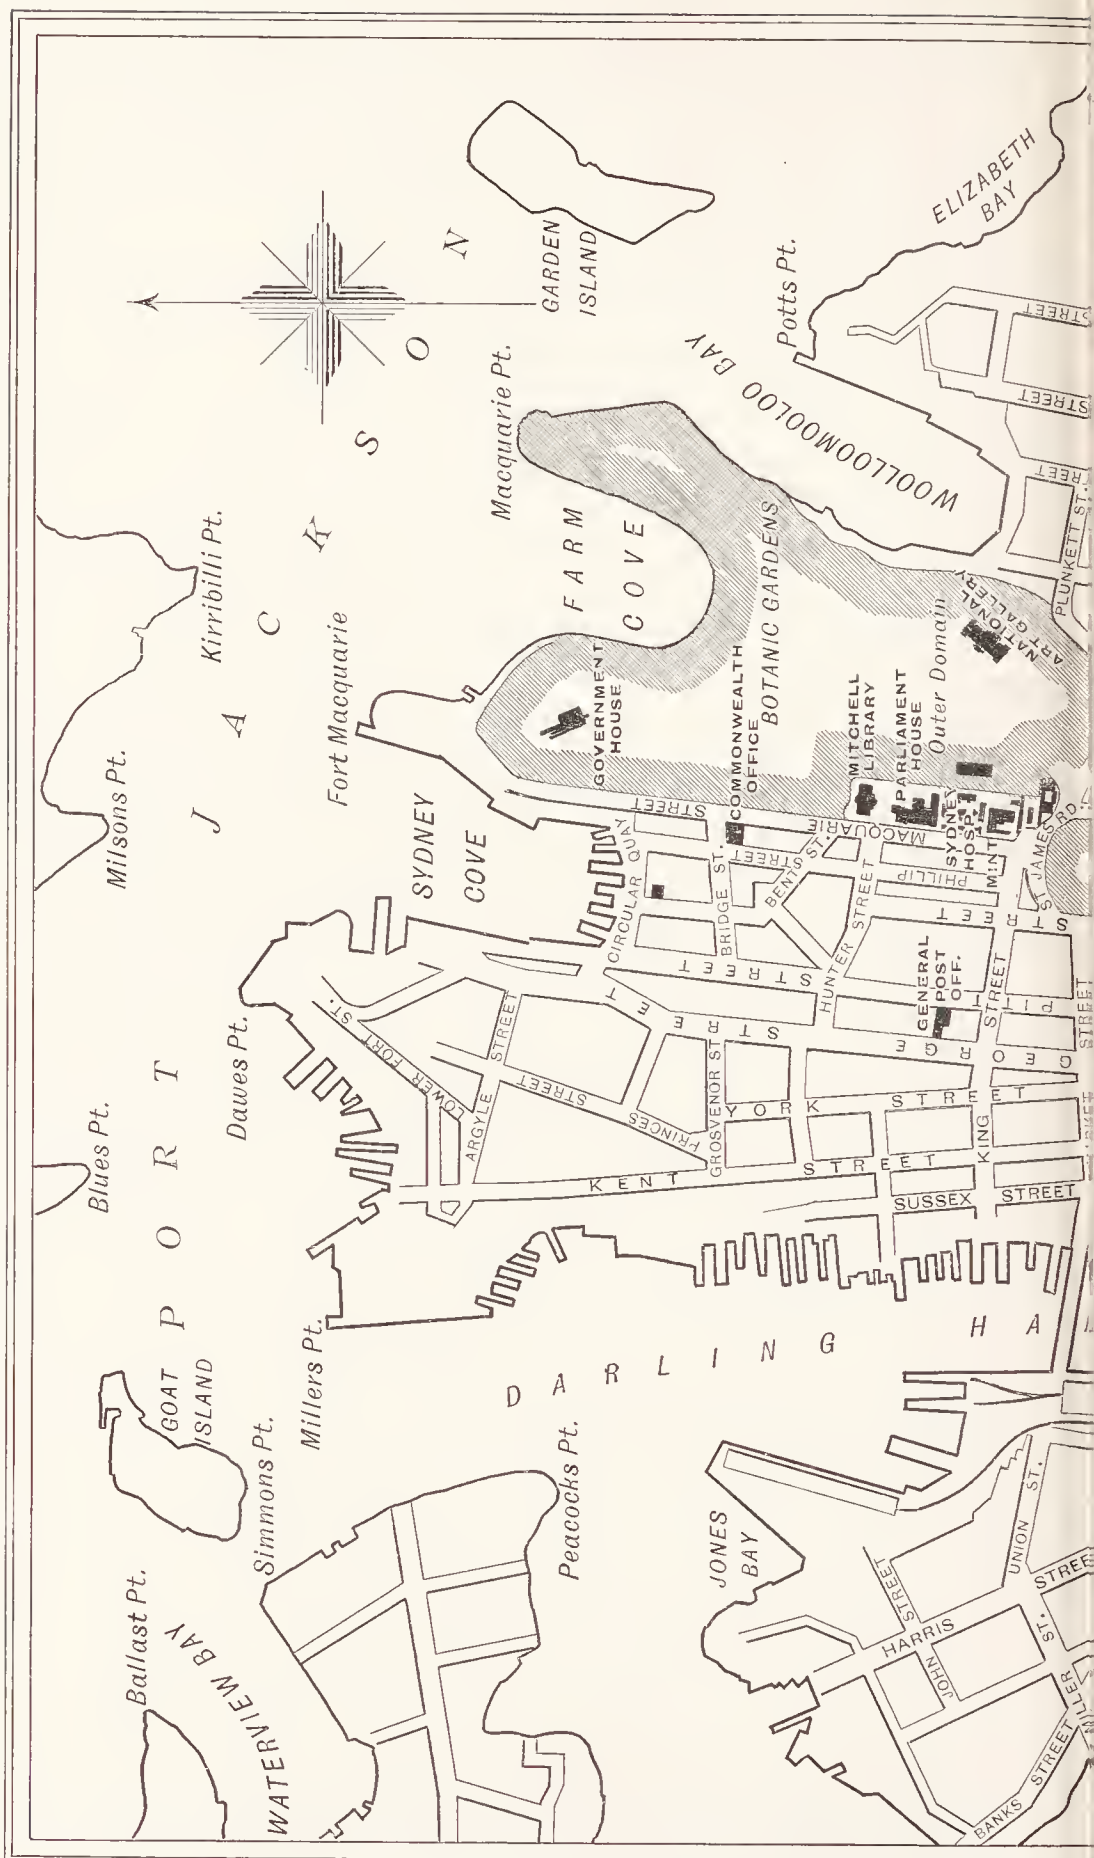 PORT JACKSON
Blues Pt.
Milsons Pt.
Kirribilli Pt.
Ballast Pt.
GOAT
ISLAND
WATERVIEW BAY
Simmons Pt.
Millers Pt.
Dawes Pt.
Fort Macquarie
Macquarie Pt.
GARDEN
ISLAND
SYDNEY
COVE
FARM
COVE
Peacocks Pt.
DARLING HA
JONES
BAY
WOOLLOOMOOLOO BAY
Potts Pt.
ELIZABETH
BAY
LOWER FORT ST.
ARGYLE STREET
PRINCES STREET
KENT STREET
CIRCULAR QUAY
GOVERNMENT
HOUSE
COMMONWEALTH
OFFICE
BOTANIC GARDENS
GROSVENOR ST.
BRIDGE ST.
BENT ST.
HUNTER STREET
MACQUARIE STREET
PHILLIP STREET
STREET
PITT STREET
GEORGE STREET
YORK STREET
SUSSEX STREET
KING STREET
MITCHELL
LIBRARY
PARLIAMENT
HOUSE
SYDNEY
HOSP.
MINT
Outer Domain
NATIONAL
ART GALLERY
GENERAL
POST
OFF.
ST JAMES RD.
PLUNKETT ST.
STREET
STREET
STREET
STREET
HARRIS STREET
JOHN ST.
UNION ST.
BANKS STREET
STREE